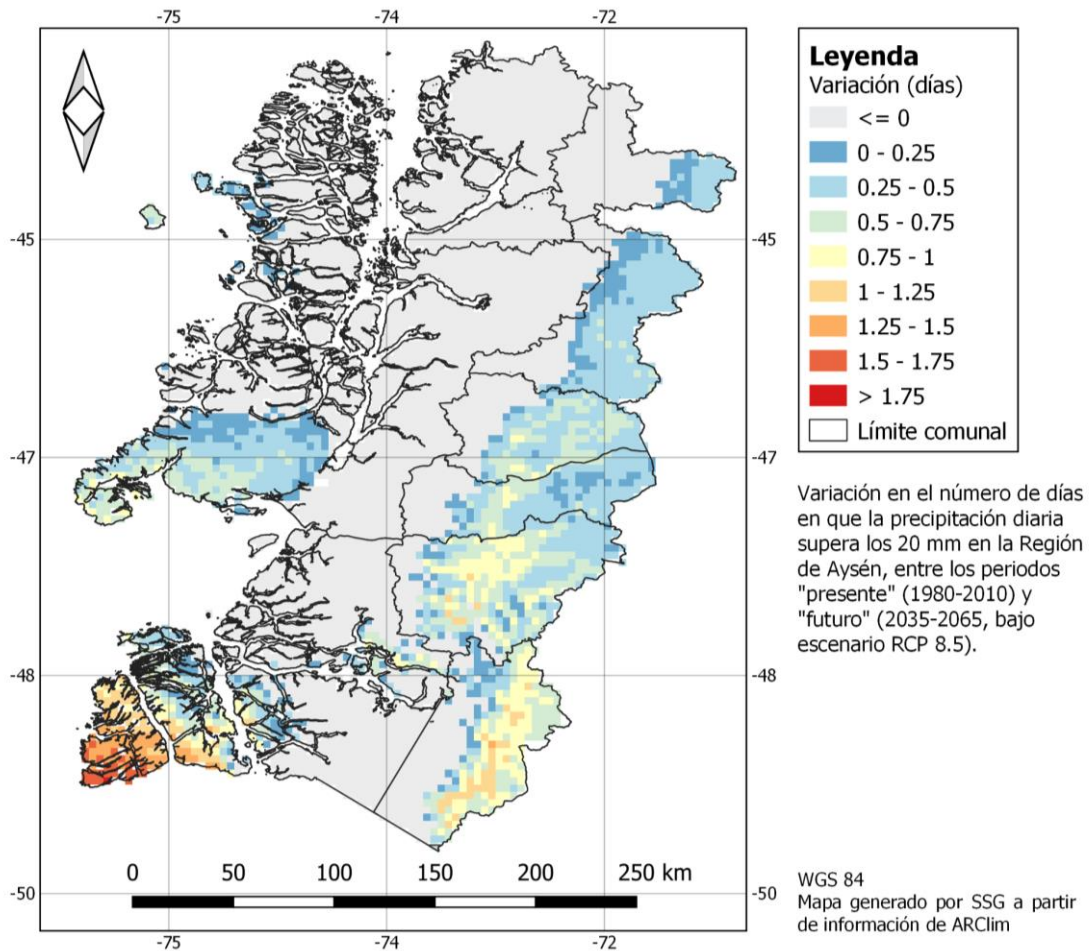 -75
-74
-72
-45
-47
-48
-50
-45
-47
-48
-50
0 50 100 150 200 250 km
-75
-74
-72
Leyenda
Variación (días)
<= 0
0 - 0.25
0.25 - 0.5
0.5 - 0.75
0.75 - 1
1 - 1.25
1.25 - 1.5
1.5 - 1.75
> 1.75
Límite comunal
Variación en el número de días
en que la precipitación diaria
supera los 20 mm en la Región
de Aysén, entre los periodos
"presente" (1980-2010) y
"futuro" (2035-2065, bajo
escenario RCP 8.5).
WGS 84
Mapa generado por SSG a partir
de información de ARClim